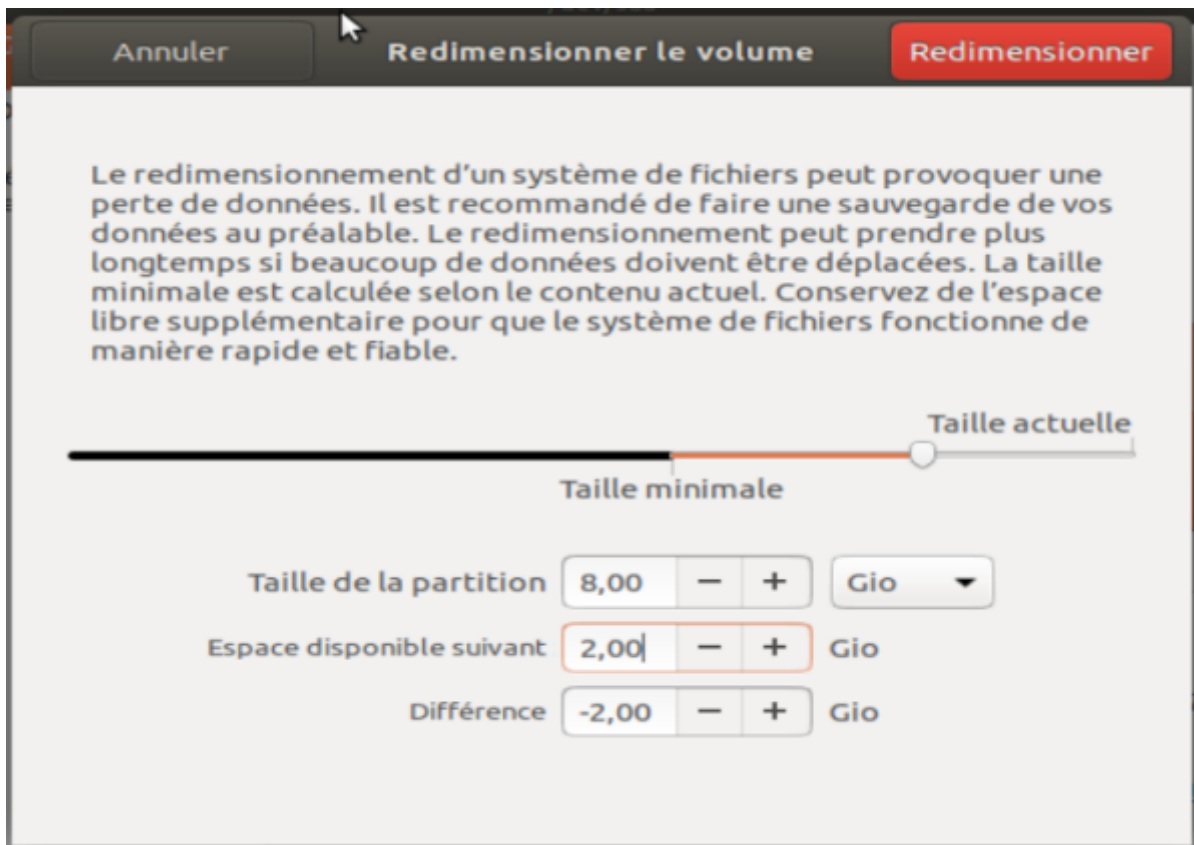 Annuler
Redimensionner le volume
Redimensionner
Le redimensionnement d’un système de fichiers peut provoquer une
perte de données. Il est recommandé de faire une sauvegarde de vos
données au préalable. Le redimensionnement peut prendre plus
longtemps si beaucoup de données doivent être déplacées. La taille
minimale est calculée selon le contenu actuel. Conservez de l’espace
libre supplémentaire pour que le système de fichiers fonctionne de
manière rapide et fiable.
Taille actuelle
Taille minimale
Taille de la partition 8,00 − + Gio
Espace disponible suivant 2,00 − + Gio
Différence -2,00 − + Gio